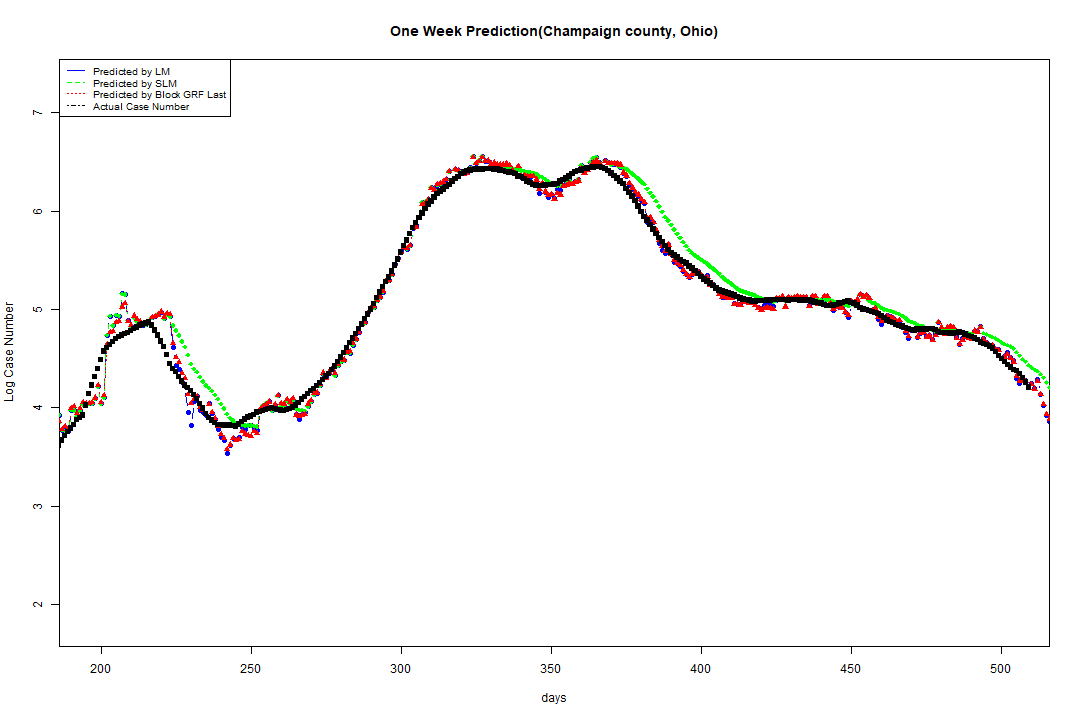 One Week Prediction(Champaign county, Ohio)
Predicted by LM
Predicted by SLM
Predicted by Block GRF Last
Actual Case Number
7
6
5
4
3
2
Log Case Number
200 250 300 350 400 450 500
days